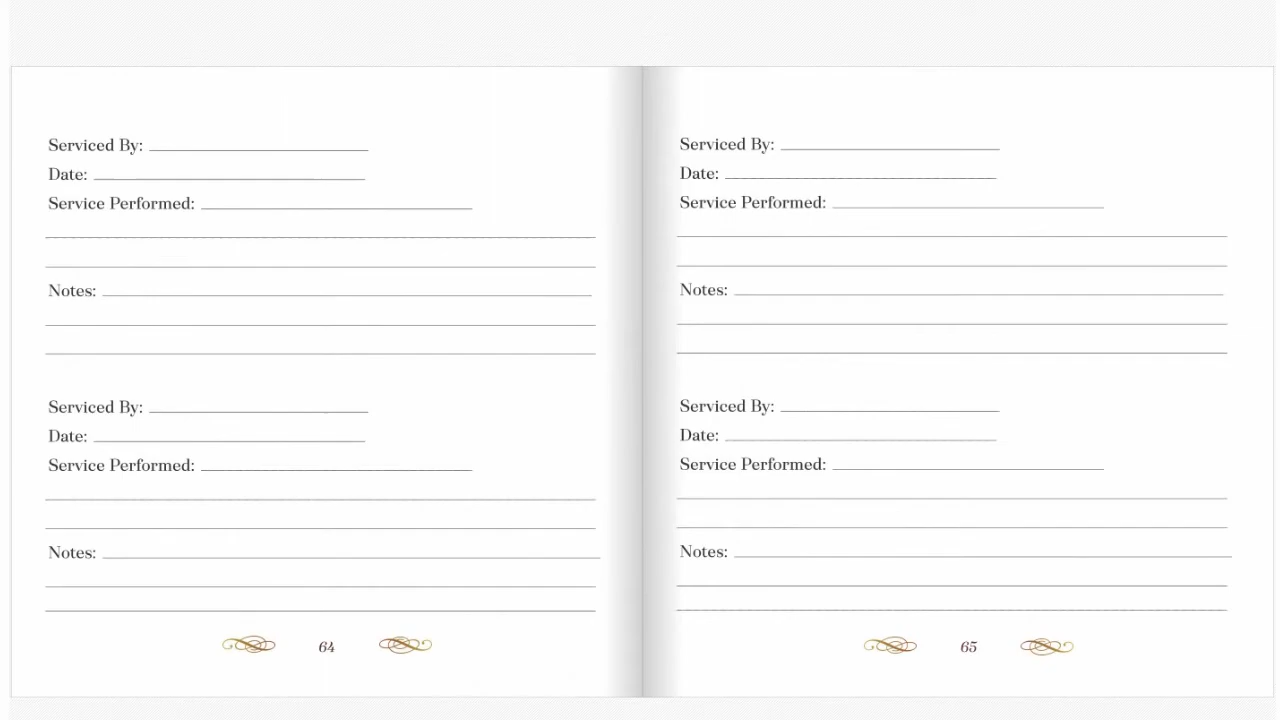 Serviced By:
Date:
Service Performed:
Notes:
Serviced By:
Date:
Service Performed:
Notes:
64
Serviced By:
Date:
Service Performed:
Notes:
Serviced By:
Date:
Service Performed:
Notes:
65